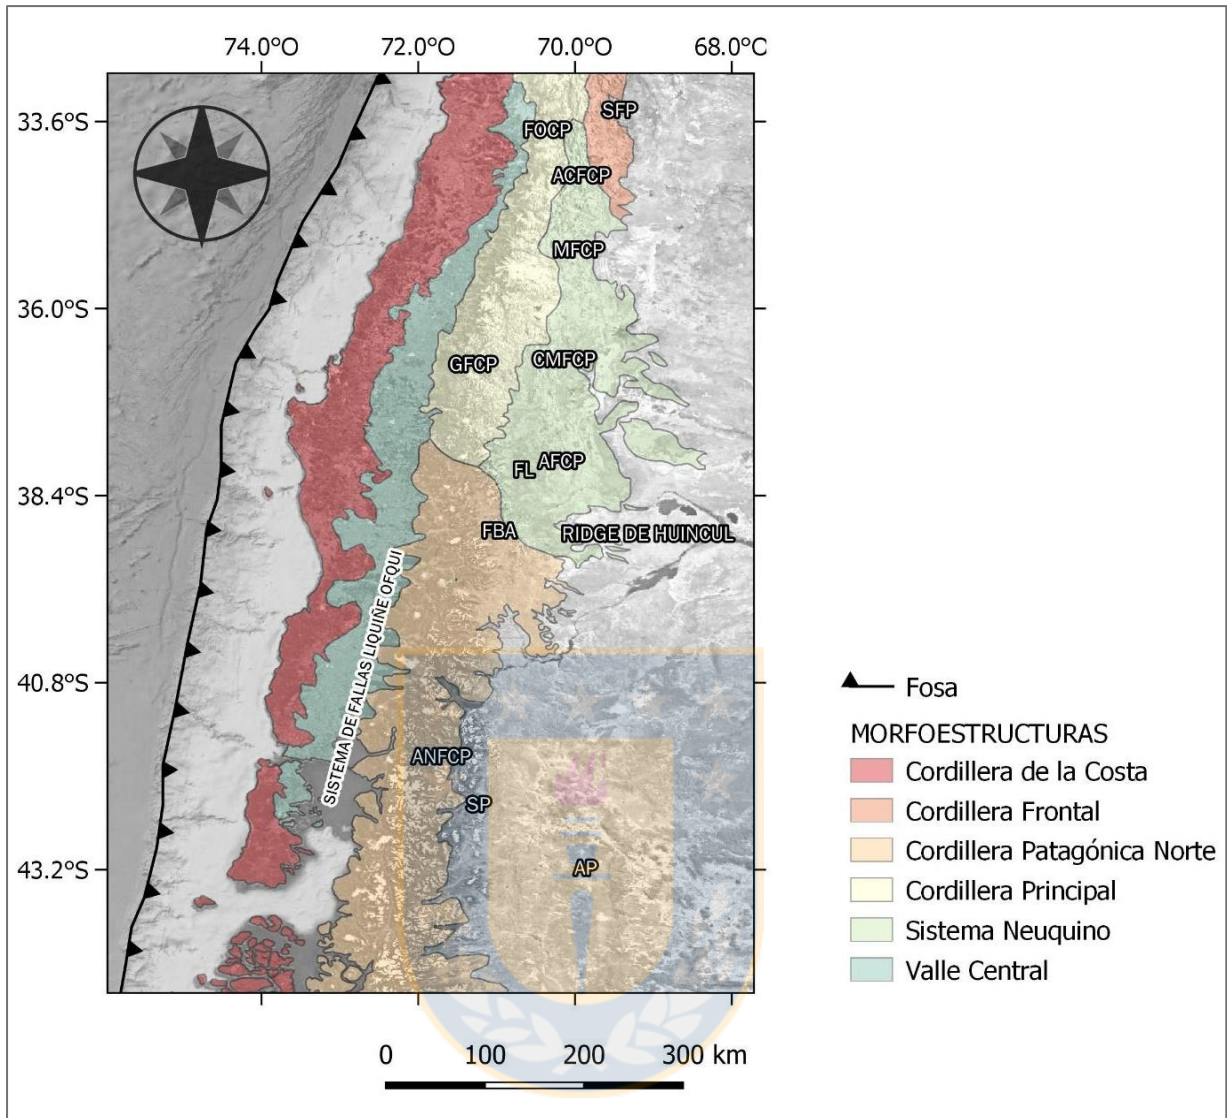 74.0°O 72.0°O 70.0°O 68.0°C
33.6°S
36.0°S
38.4°S
40.8°S
43.2°S
SFP
FOCP
ACFCP
MFCP
GFCP
CMFCP
FL
AFCP
FBA
RIDGE DE HUINCUL
SISTEMA DE FALLAS LIQUIÑE OFQUI
ANFCP
SP
AP
Fosa
MORFOESTRUCTURAS
Cordillera de la Costa
Cordillera Frontal
Cordillera Patagónica Norte
Cordillera Principal
Sistema Neuquino
Valle Central
0 100 200 300 km